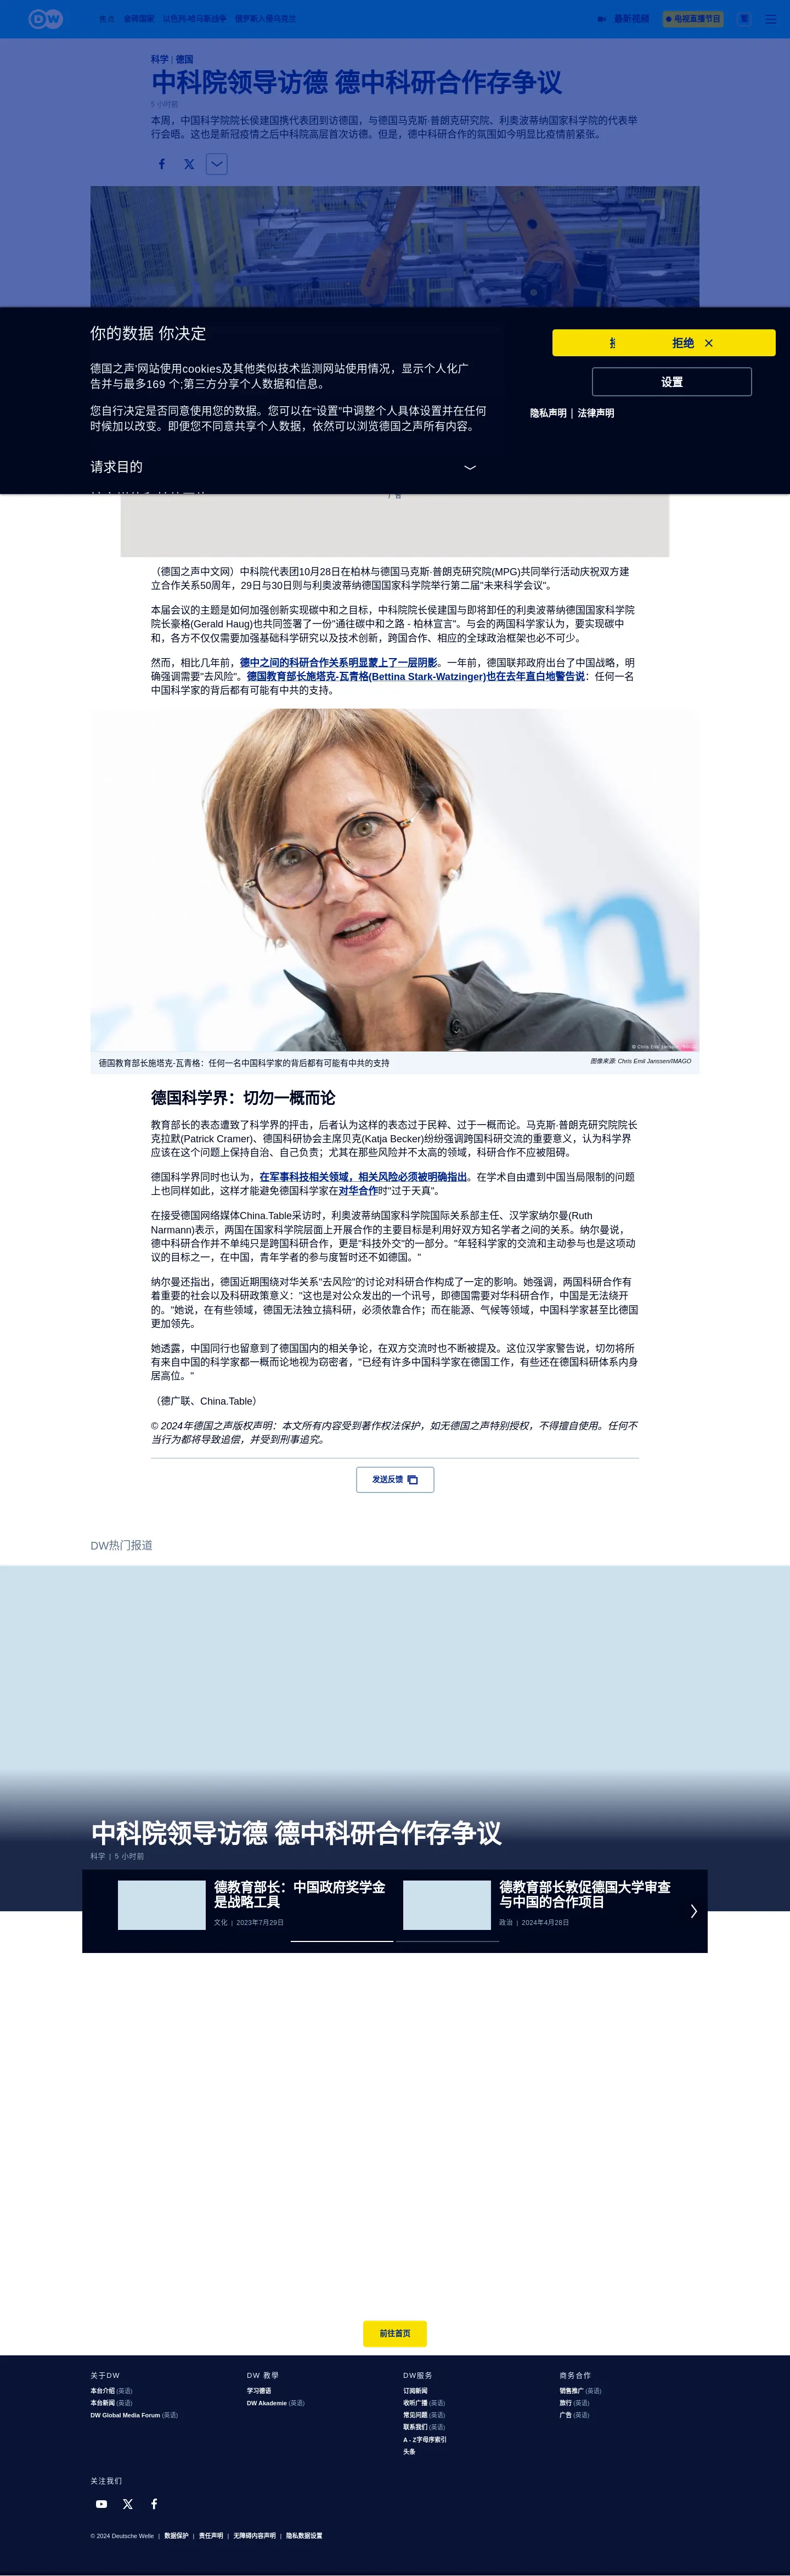 DW
焦点 金砖国家 以色列-哈马斯战争 俄罗斯入侵乌克兰 最新视频 电视直播节目 繁
科学 | 德国
中科院领导访德 德中科研合作存争议
5 小时前
本周，中国科学院院长侯建国携代表团到访德国，与德国马克斯·普朗克研究院、利奥波蒂纳国家科学院的代表举
行会晤。这也是新冠疫情之后中科院高层首次访德。但是，德中科研合作的氛围如今明显比疫情前紧张。
你的数据 你决定
拒绝
德国之声'网站使用cookies及其他类似技术监测网站使用情况，显示个人化广
告并与最多169 个;第三方分享个人数据和信息。
设置
您自行决定是否同意使用您的数据。您可以在"设置"中调整个人具体设置并在任何
时候加以改变。即便您不同意共享个人数据，依然可以浏览德国之声所有内容。
隐私声明 | 法律声明
请求目的
（德国之声中文网）中科院代表团10月28日在柏林与德国马克斯·普朗克研究院(MPG)共同举行活动庆祝双方建
立合作关系50周年，29日与30日则与利奥波蒂纳德国国家科学院举行第二届"未来科学会议"。
本届会议的主题是如何加强创新实现碳中和之目标，中科院院长侯建国与即将卸任的利奥波蒂纳德国国家科学院
院长豪格(Gerald Haug)也共同签署了一份"通往碳中和之路 - 柏林宣言"。与会的两国科学家认为，要实现碳中
和，各方不仅仅需要加强基础科学研究以及技术创新，跨国合作、相应的全球政治框架也必不可少。
然而，相比几年前，德中之间的科研合作关系明显蒙上了一层阴影。一年前，德国联邦政府出台了中国战略，明
确强调需要"去风险"。德国教育部长施塔克-瓦青格(Bettina Stark-Watzinger)也在去年直白地警告说：任何一名
中国科学家的背后都有可能有中共的支持。
德国教育部长施塔克-瓦青格：任何一名中国科学家的背后都有可能有中共的支持
图像来源: Chris Emil Janssen/IMAGO
德国科学界：切勿一概而论
教育部长的表态遭致了科学界的抨击，后者认为这样的表态过于民粹、过于一概而论。马克斯·普朗克研究院院长
克拉默(Patrick Cramer)、德国科研协会主席贝克(Katja Becker)纷纷强调跨国科研交流的重要意义，认为科学界
应该在这个问题上保持自治、自己负责；尤其在那些风险并不太高的领域，科研合作不应被阻碍。
德国科学界同时也认为，在军事科技相关领域，相关风险必须被明确指出。在学术自由遭到中国当局限制的问题
上也同样如此，这样才能避免德国科学家在对华合作时"过于天真"。
在接受德国网络媒体China.Table采访时，利奥波蒂纳国家科学院国际关系部主任、汉学家纳尔曼(Ruth
Narmann)表示，两国在国家科学院层面上开展合作的主要目标是利用好双方知名学者之间的关系。纳尔曼说，
德中科研合作并不单纯只是跨国科研合作，更是"科技外交"的一部分。"年轻科学家的交流和主动参与也是这项动
议的目标之一，在中国，青年学者的参与度暂时还不如德国。"
纳尔曼还指出，德国近期围绕对华关系"去风险"的讨论对科研合作构成了一定的影响。她强调，两国科研合作有
着重要的社会以及科研政策意义："这也是对公众发出的一个讯号，即德国需要对华科研合作，中国是无法绕开
的。"她说，在有些领域，德国无法独立搞科研，必须依靠合作；而在能源、气候等领域，中国科学家甚至比德国
更加领先。
她透露，中国同行也留意到了德国国内的相关争论，在双方交流时也不断被提及。这位汉学家警告说，切勿将所
有来自中国的科学家都一概而论地视为窃密者，"已经有许多中国科学家在德国工作，有些还在德国科研体系内身
居高位。"
（德广联、China.Table）
© 2024年德国之声版权声明：本文所有内容受到著作权法保护，如无德国之声特别授权，不得擅自使用。任何不
当行为都将导致追偿，并受到刑事追究。
发送反馈
DW热门报道
中科院领导访德 德中科研合作存争议
科学 | 5 小时前
德教育部长：中国政府奖学金
是战略工具
文化 | 2023年7月29日
德教育部长敦促德国大学审查
与中国的合作项目
政治 | 2024年4月28日
前往首页
关于DW
本台介绍 (英语)
本台新闻 (英语)
DW Global Media Forum (英语)
DW 教學
学习德语
DW Akademie (英语)
DW服务
订阅新闻
收听广播 (英语)
常见问题 (英语)
联系我们 (英语)
A - Z字母序索引
头条
商务合作
销售推广 (英语)
旅行 (英语)
广告 (英语)
关注我们
© 2024 Deutsche Welle | 数据保护 | 责任声明 | 无障碍内容声明 | 隐私数据设置